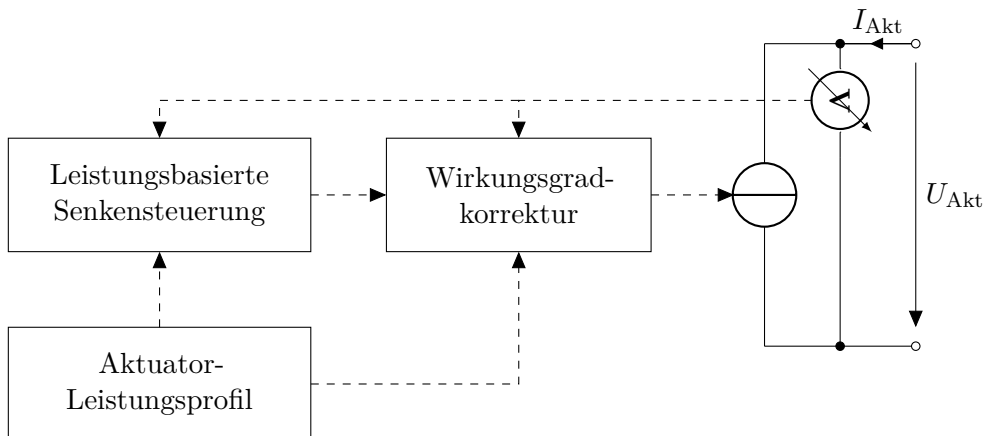 I_Akt
V
Leistungsbasierte
Senkensteuerung
Wirkungsgrad-
korrektur
U_Akt
Aktuator-
Leistungsprofil